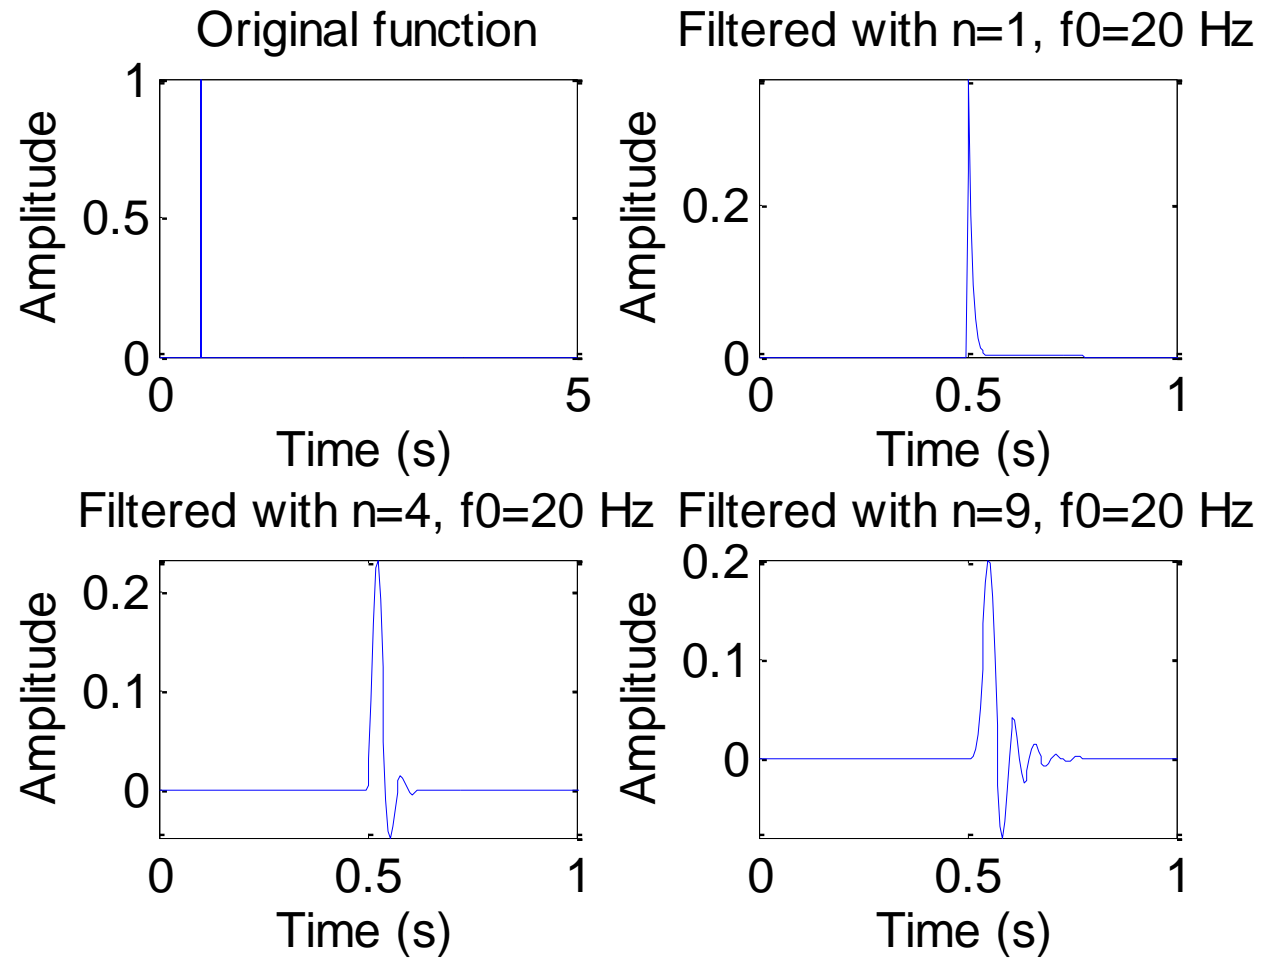 Original function
Amplitude
1
0.5
0
0
5
Time (s)
Filtered with n=1, f0=20 Hz
Amplitude
0.2
0
0
0.5
1
Time (s)
Filtered with n=4, f0=20 Hz
Amplitude
0.2
0.1
0
0
0.5
1
Time (s)
Filtered with n=9, f0=20 Hz
Amplitude
0.2
0.1
0
0
0.5
1
Time (s)